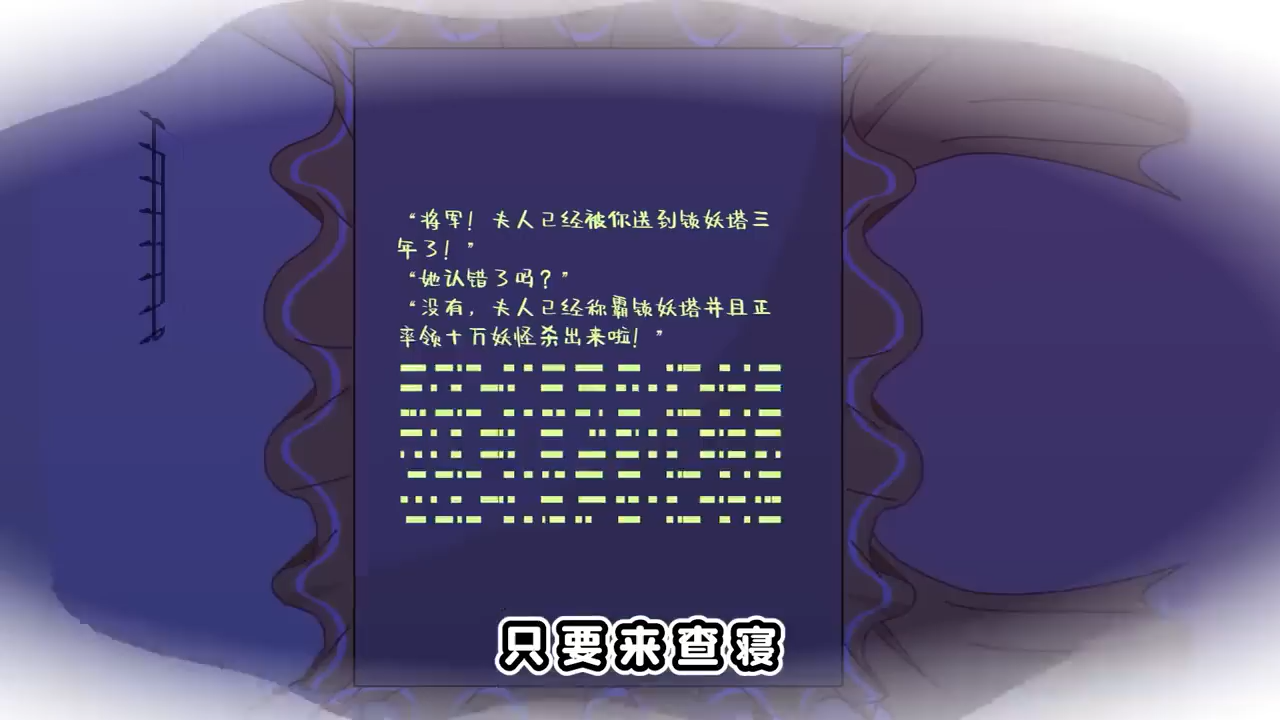 “将军！夫人已经被你送到锁妖塔三
年了！”
“她认错了吗？”
“没有，夫人已经称霸锁妖塔并且正
率领十万妖怪杀出来啦！”
只要来查寝